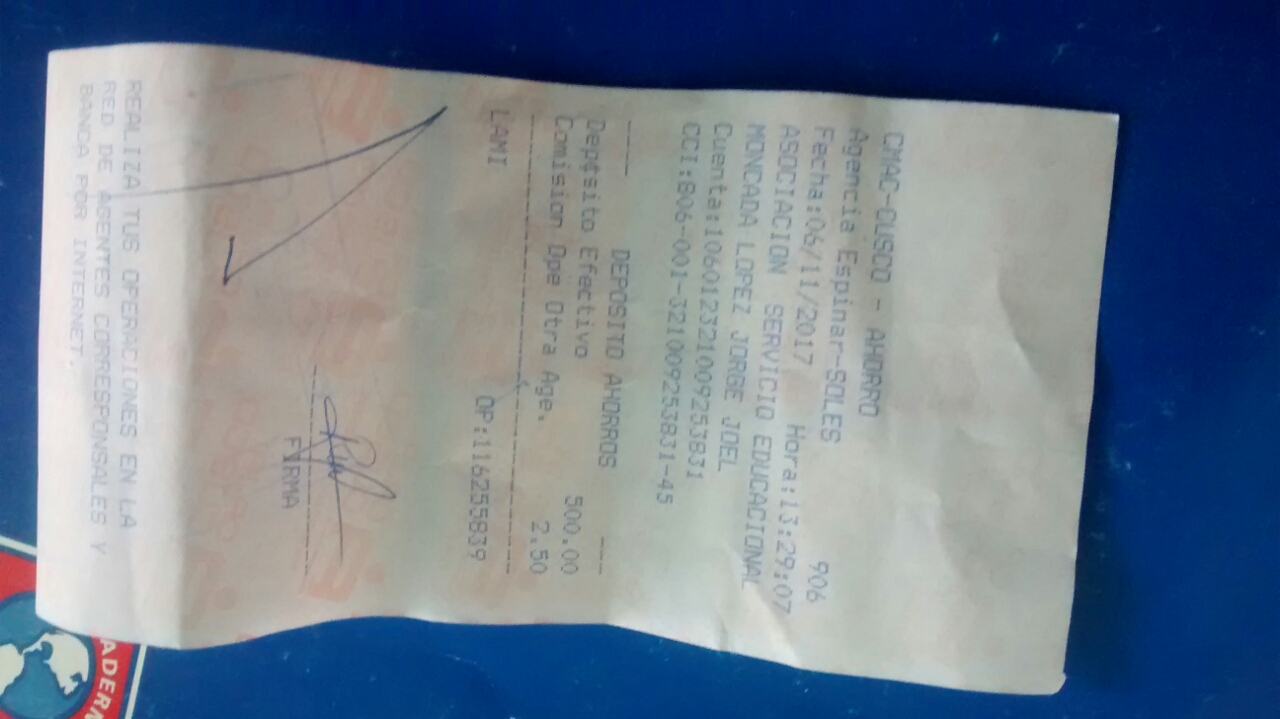 CMAC-CUSCO - AHORRO
Agencia Espinar-SOLES 906
Fecha:06/11/2017 Hora:13:29:07
ASOCIACION SERVICIO EDUCACIONAL
MONCADA LOPEZ JORGE JOEL
Cuenta:106012321009253831
CCI:806-001-321009253831-45
---- DEPOSITO AHORROS ----
Depósito Efectivo 500.00
Comision Ope Otra Age. 2.50
LAMI OP:116255839
FIRMA
REALIZA TUS OPERACIONES EN LA
RED DE AGENTES CORRESPONSALES Y
BANCA POR INTERNET.
ADERN